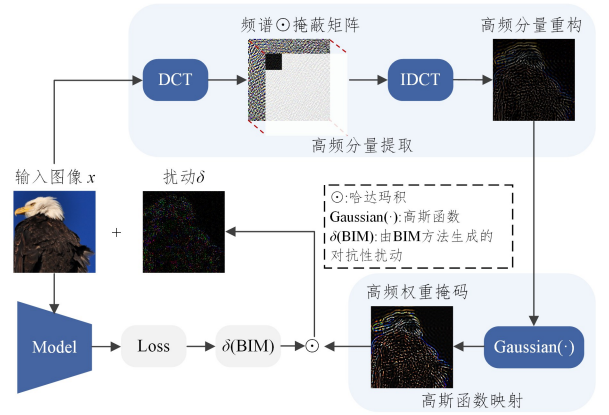 频谱⊙掩蔽矩阵
高频分量重构
DCT
IDCT
高频分量提取
输入图像 x
扰动δ
+
⊙:哈达玛积
Gaussian(·):高斯函数
δ(BIM):由BIM方法生成的
对抗性扰动
高频权重掩码
Model
Loss
δ(BIM)
⊙
Gaussian(·)
高斯函数映射